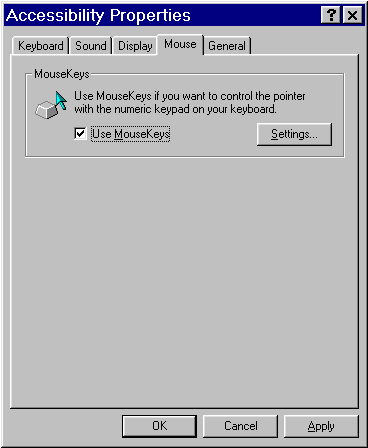 Accessibility Properties
Keyboard Sound Display Mouse General
MouseKeys
Use MouseKeys if you want to control the pointer
with the numeric keypad on your keyboard.
Use MouseKeys
Settings...
OK Cancel Apply